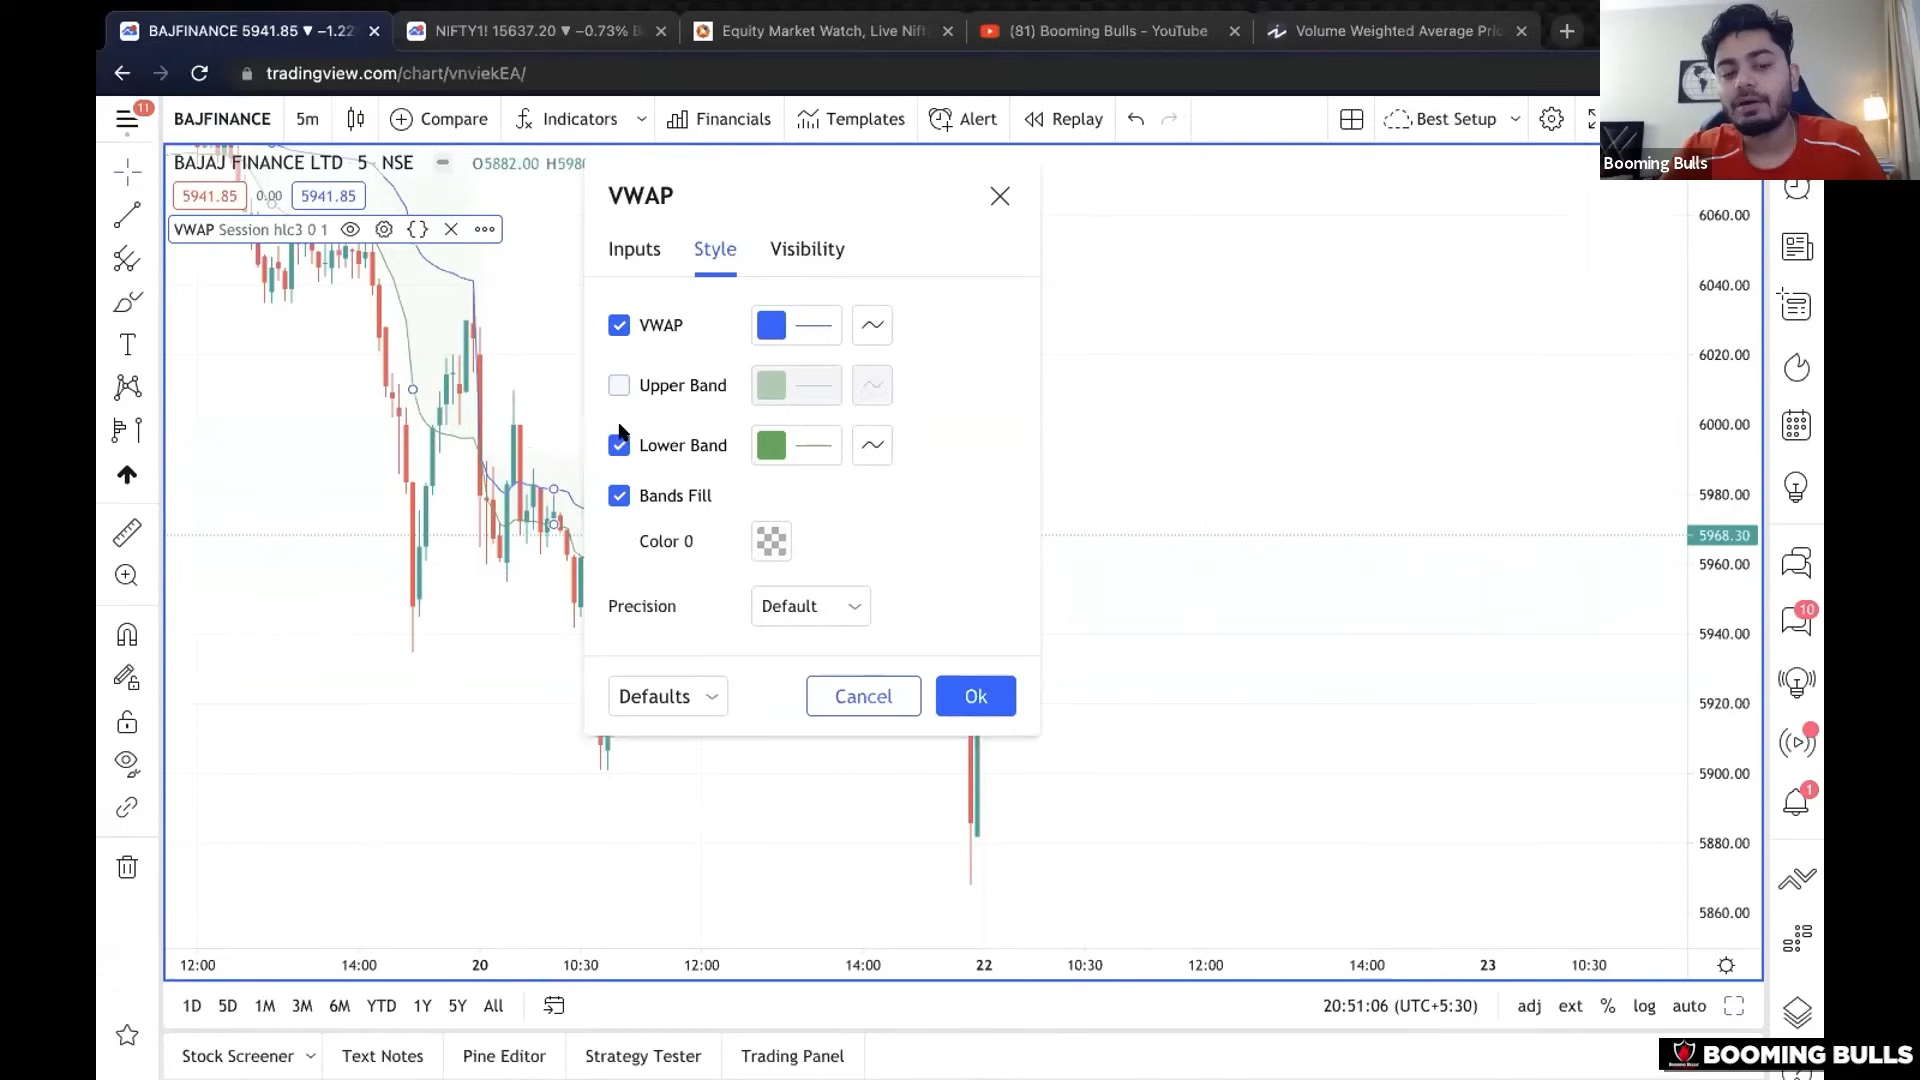 BAJFINANCE 5941.85 ▼ −1.22
NIFTY1! 15637.20 ▼ −0.73% B
Equity Market Watch, Live Nift
(81) Booming Bulls - YouTube
Volume Weighted Average Pric
tradingview.com/chart/vnviekEA/
11
BAJFINANCE
5m
Compare
Indicators
Financials
Templates
Alert
Replay
Best Setup
Booming Bulls
BAJAJ FINANCE LTD · 5 · NSE
O5882.00 H598
5941.85
0.00
5941.85
VWAP Session hlc3 0 1
VWAP
Inputs
Style
Visibility
VWAP
Upper Band
Lower Band
Bands Fill
Color 0
Precision
Default
Defaults
Cancel
Ok
6060.00
6040.00
6020.00
6000.00
5980.00
5968.30
5960.00
5940.00
5920.00
5900.00
5880.00
5860.00
10
1
12:00
14:00
20
10:30
12:00
14:00
22
10:30
12:00
14:00
23
10:30
1D
5D
1M
3M
6M
YTD
1Y
5Y
All
20:51:06 (UTC+5:30)
adj
ext
%
log
auto
Stock Screener
Text Notes
Pine Editor
Strategy Tester
Trading Panel
BOOMING BULLS